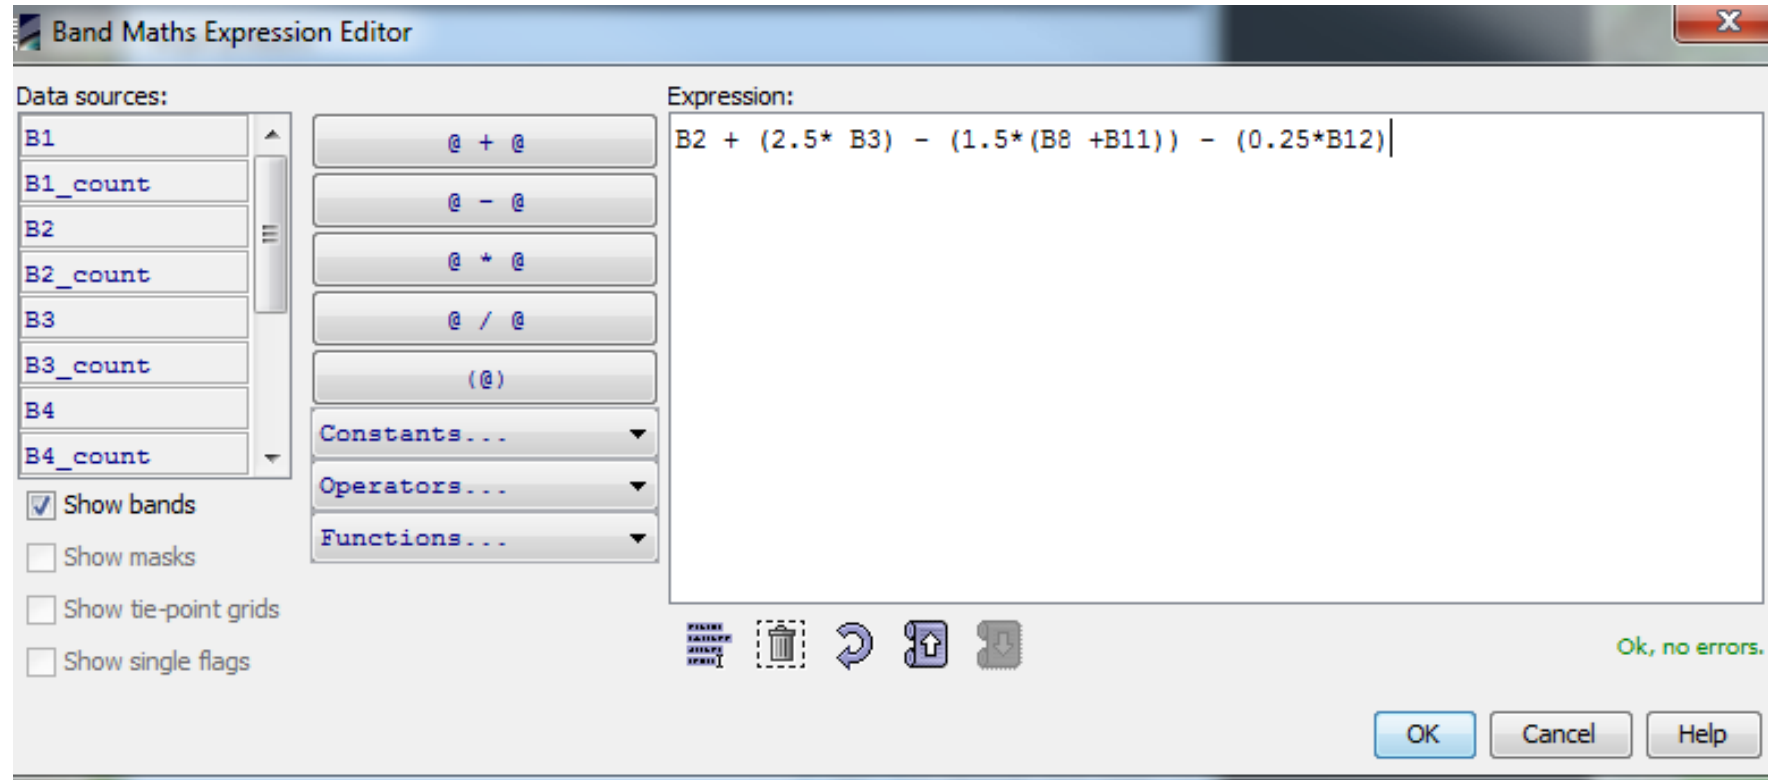 Band Maths Expression Editor
x
Data sources:
B1
B1_count
B2
B2_count
B3
B3_count
B4
B4_count
Show bands
Show masks
Show tie-point grids
Show single flags
@ + @
@ - @
@ * @
@ / @
(@)
Constants...
Operators...
Functions...
Expression:
B2 + (2.5* B3) - (1.5*(B8 +B11)) - (0.25*B12)
Ok, no errors.
OK
Cancel
Help